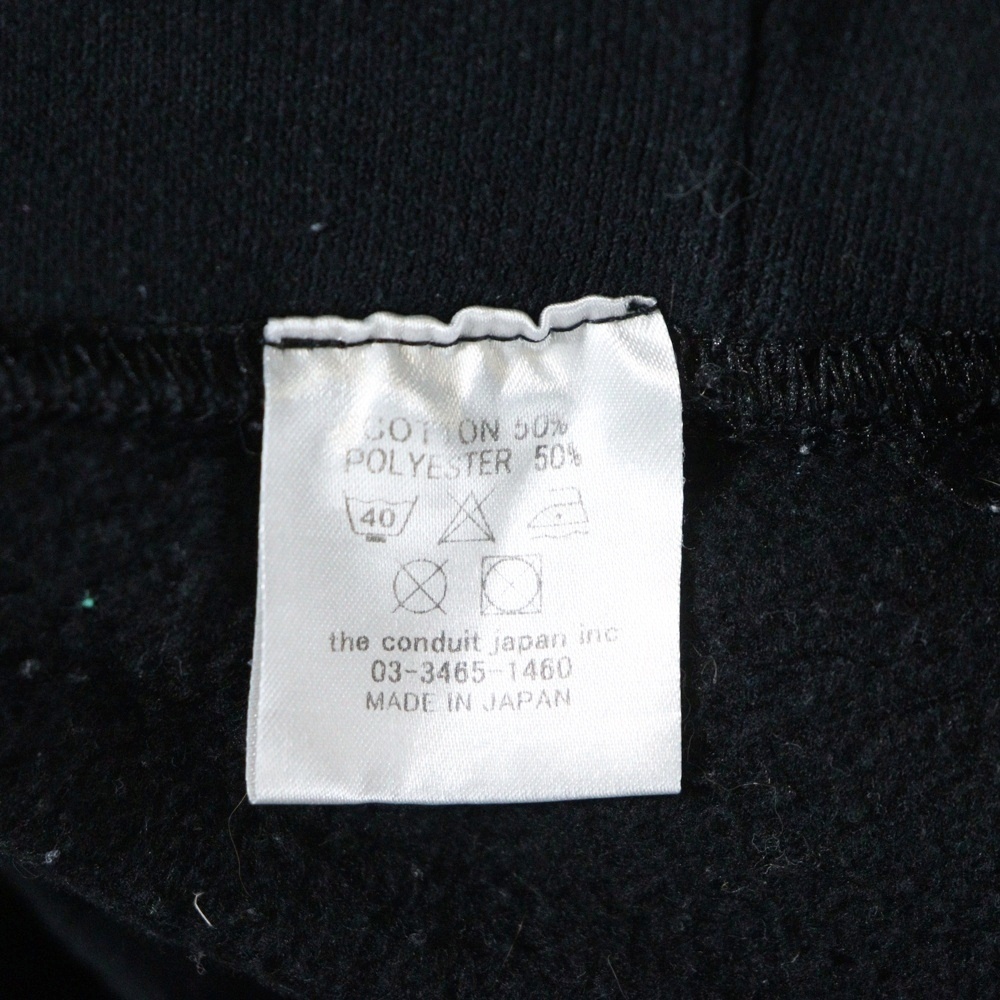 COTTON 50%
POLYESTER 50%
40
the conduit japan inc
03-3465-1460
MADE IN JAPAN